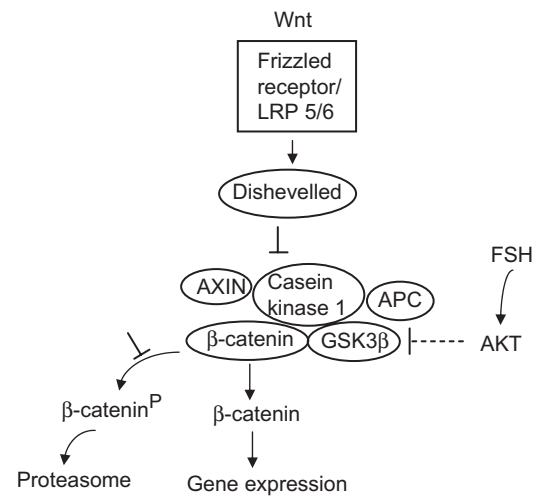 Wnt
Frizzled
receptor/
LRP 5/6
Dishevelled
FSH
AXIN
Casein
kinase 1
APC
β-catenin
GSK3β
AKT
β-cateninᴾ
β-catenin
Proteasome
Gene expression